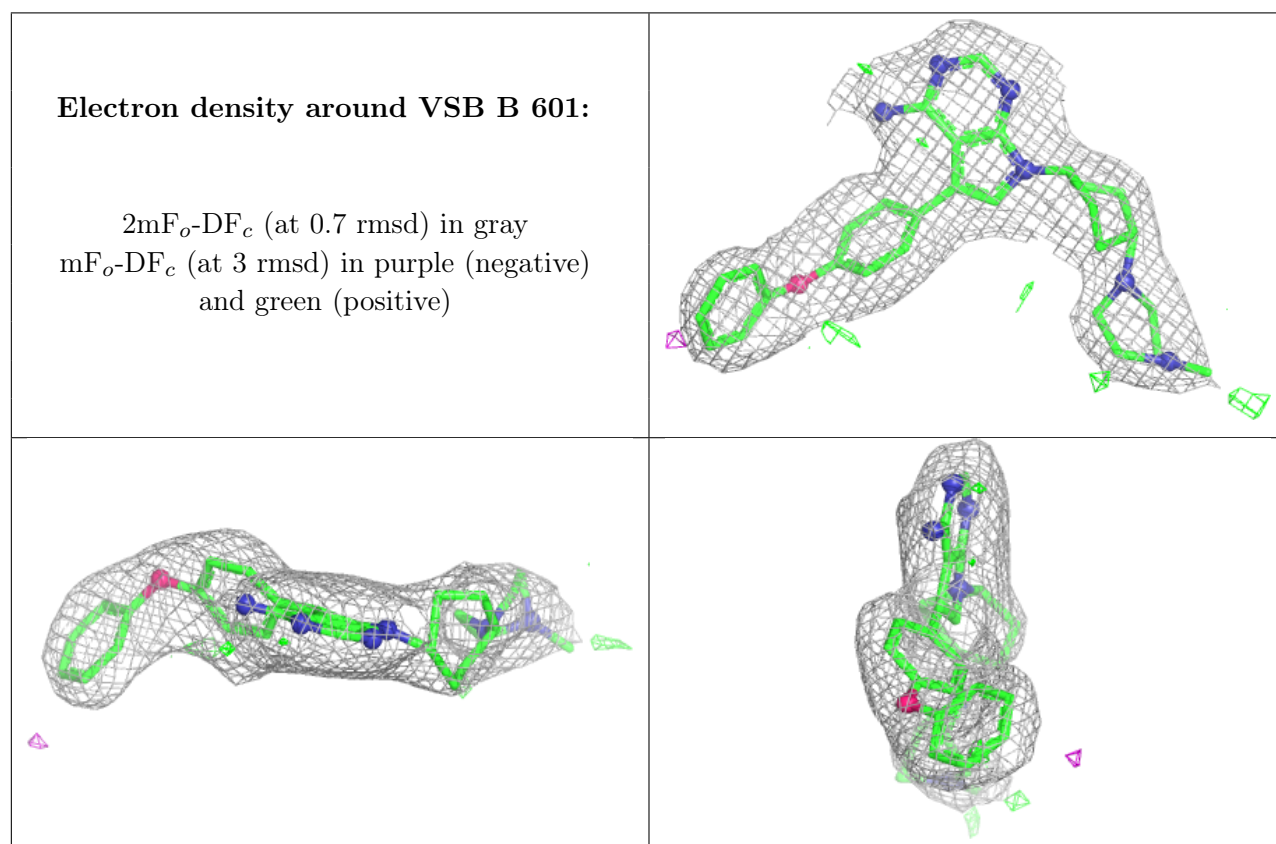 Electron density around VSB B 601:
2mFo-DFc (at 0.7 rmsd) in gray
mFo-DFc (at 3 rmsd) in purple (negative)
and green (positive)